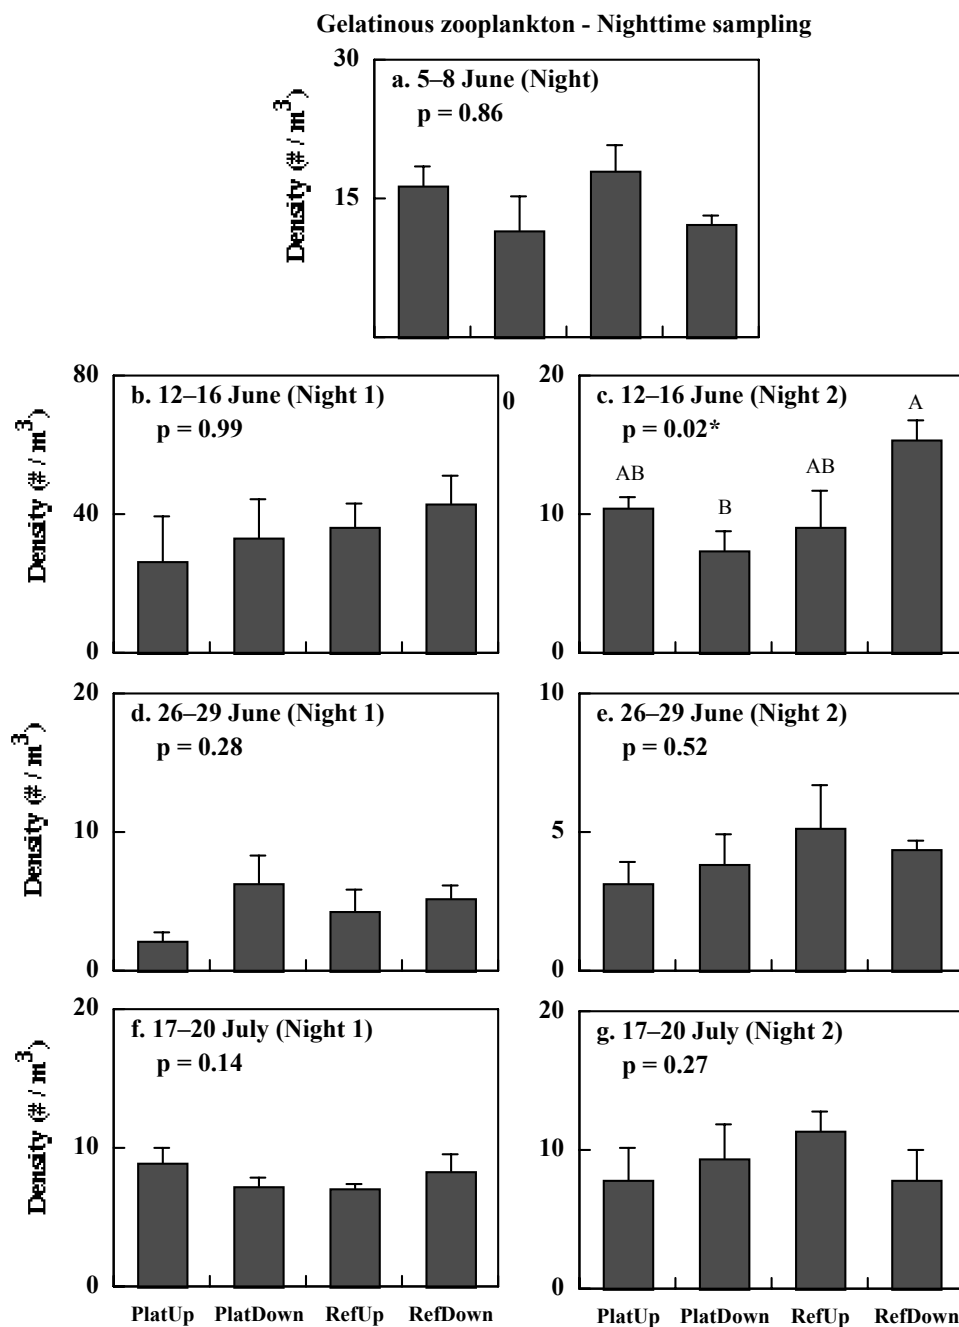 Gelatinous zooplankton - Nighttime sampling
30
a. 5–8 June (Night)
p = 0.86
15
Density (# / m³)
80
b. 12–16 June (Night 1)
p = 0.99
40
0
Density (# / m³)
0
20
c. 12–16 June (Night 2)
p = 0.02*
A
AB
AB
B
10
0
20
d. 26–29 June (Night 1)
p = 0.28
10
0
Density (# / m³)
10
e. 26–29 June (Night 2)
p = 0.52
5
0
20
f. 17–20 July (Night 1)
p = 0.14
10
0
Density (# / m³)
PlatUp PlatDown RefUp RefDown
20
g. 17–20 July (Night 2)
p = 0.27
10
0
PlatUp PlatDown RefUp RefDown